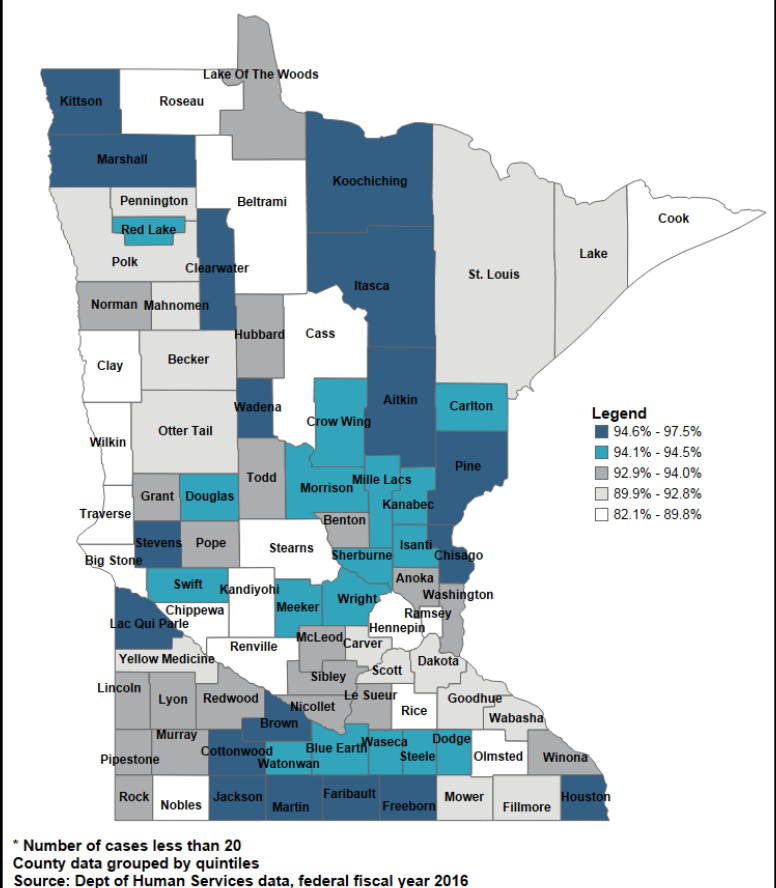 Lake Of The Woods
Kittson
Roseau
Marshall
Koochiching
Pennington
Beltrami
Cook
Red Lake
Polk
Clearwater
Lake
St. Louis
Itasca
Norman
Mahnomen
Hubbard
Cass
Clay
Becker
Aitkin
Wadena
Carlton
Crow Wing
Otter Tail
Wilkin
Legend
94.6% - 97.5%
94.1% - 94.5%
92.9% - 94.0%
89.9% - 92.8%
82.1% - 89.8%
Pine
Todd
Mille Lacs
Morrison
Grant
Douglas
Kanabec
Traverse
Benton
Stevens
Pope
Stearns
Isanti
Sherburne
Chisago
Big Stone
Anoka
Swift
Kandiyohi
Washington
Wright
Meeker
Chippewa
Ramsey
Lac Qui Parle
Hennepin
McLeod
Carver
Renville
Yellow Medicine
Dakota
Scott
Sibley
Lincoln
Lyon
Redwood
Le Sueur
Goodhue
Nicollet
Rice
Wabasha
Brown
Murray
Dodge
Waseca
Blue Earth
Cottonwood
Steele
Olmsted
Winona
Pipestone
Watonwan
Rock
Jackson
Faribault
Mower
Houston
Nobles
Martin
Freeborn
Fillmore
* Number of cases less than 20
County data grouped by quintiles
Source: Dept of Human Services data, federal fiscal year 2016